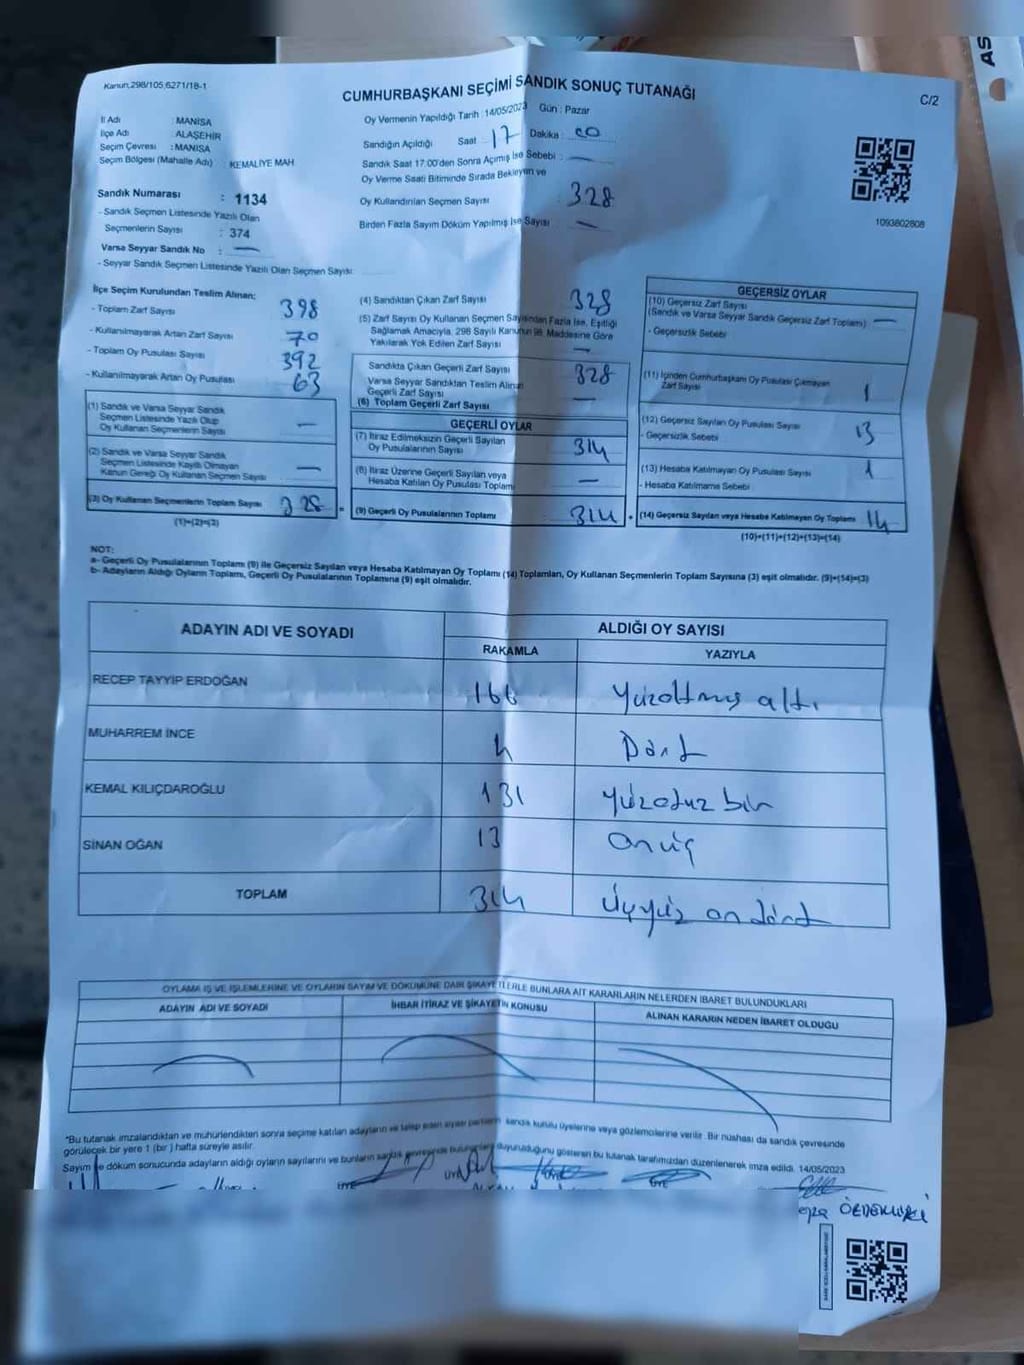 AS
Kanun,298/105,6271/18-1
CUMHURBAŞKANI SEÇİMİ SANDIK SONUÇ TUTANAĞI
C/2
İl Adı : MANİSA
İlçe Adı : ALAŞEHİR
Seçim Çevresi : MANİSA
Seçim Bölgesi (Mahalle Adı) KEMALİYE MAH
Sandık Numarası : 1134
- Sandık Seçmen Listesinde Yazılı Olan
Seçmenlerin Sayısı : 374
Varsa Seyyar Sandık No : —
- Seyyar Sandık Seçmen Listesinde Yazılı Olan Seçmen Sayısı
Oy Vermenin Yapıldığı Tarih : 14/05/2023 Gün : Pazar
Sandığın Açıldığı Saat 17 Dakika : 00
Sandık Saat 17.00'den Sonra Açımış İse Sebebi : —
Oy Verme Saati Bitiminde Sırada Bekleyen ve
Oy Kullandırılan Seçmen Sayısı : 328
Birden Fazla Sayım Döküm Yapılmış İse Sayısı —
1093802808
İlçe Seçim Kurulundan Teslim Alınan;
- Toplam Zarf Sayısı 398
- Kullanılmayarak Artan Zarf Sayısı 70
- Toplam Oy Pusulası Sayısı 392
- Kullanılmayarak Artan Oy Pusulası 63
(1) Sandık ve Varsa Seyyar Sandık
Seçmen Listesinde Yazılı Olup
Oy Kullanan Seçmenlerin Sayısı —
(2) Sandık ve Varsa Seyyar Sandık
Seçmen Listesinde Kayıtlı Olmayan
Kanun Gereği Oy Kullanan Seçmen Sayısı —
(3) Oy Kullanan Seçmenlerin Toplam Sayısı 328 =
(1)+(2)=(3)
(4) Sandıktan Çıkan Zarf Sayısı 328
(5) Zarf Sayısı Oy Kullanan Seçmen Sayısından Fazla İse, Eşitliği
Sağlamak Amacıyla, 298 Sayılı Kanunun 98. Maddesine Göre
Yakılarak Yok Edilen Zarf Sayısı —
Sandıkta Çıkan Geçerli Zarf Sayısı 328
Varsa Seyyar Sandıktan Teslim Alınan
Geçerli Zarf Sayısı —
(6) Toplam Geçerli Zarf Sayısı
GEÇERLİ OYLAR
(7) İtiraz Edilmeksizin Geçerli Sayılan
Oy Pusulalarının Sayısı 314
(8) İtiraz Üzerine Geçerli Sayılan veya
Hesaba Katılan Oy Pusulası Toplamı —
(9) Geçerli Oy Pusulalarının Toplamı 314 +
GEÇERSİZ OYLAR
(10) Geçersiz Zarf Sayısı
(Sandık ve Varsa Seyyar Sandık Geçersiz Zarf Toplamı) —
- Geçersizlik Sebebi
(11) İçinden Cumhurbaşkanı Oy Pusulası Çıkmayan
Zarf Sayısı 1
(12) Geçersiz Sayılan Oy Pusulası Sayısı 13
- Geçersizlik Sebebi
(13) Hesaba Katılmayan Oy Pusulası Sayısı 1
- Hesaba Katılmama Sebebi
(14) Geçersiz Sayılan veya Hesaba Katılmayan Oy Toplamı 14
(10)+(11)+(12)+(13)=(14)
NOT:
a- Geçerli Oy Pusulalarının Toplamı (9) ile Geçersiz Sayılan veya Hesaba Katılmayan Oy Toplamı (14) Toplamları, Oy Kullanan Seçmenlerin Toplam Sayısına (3) eşit olmalıdır. (9)+(14)=(3)
b- Adayların Aldığı Oyların Toplamı, Geçerli Oy Pusulalarının Toplamına (9) eşit olmalıdır.
ADAYIN ADI VE SOYADI ALDIĞI OY SAYISI
RAKAMLA YAZIYLA
RECEP TAYYİP ERDOĞAN 166 Yüzaltmış altı
MUHARREM İNCE 4 Dört
KEMAL KILIÇDAROĞLU 131 Yüzotuz bir
SİNAN OĞAN 13 Onüç
TOPLAM 314 Üçyüz on dört
OYLAMA İŞ VE İŞLEMLERİNE VE OYLARIN SAYIM VE DÖKÜMÜNE DAİR ŞİKAYETLERLE BUNLARA AİT KARARLARIN NELERDEN İBARET BULUNDUKLARI
ADAYIN ADI VE SOYADI İHBAR İTİRAZ VE ŞİKAYETİN KONUSU ALINAN KARARIN NEDEN İBARET OLDUĞU
"Bu tutanak imzalandıktan ve mühürlendikten sonra seçime katılan adayların ve talep eden siyasi partilerin sandık kurulu üyelerine veya gözlemcilerine verilir. Bir nüshası da sandık çevresinde
görülecek bir yere 1 (bir) hafta süreyle asılır.
Sayım ve döküm sonucunda adayların aldığı oyların sayılarını ve bunların sandık çevresinde bulunanlara duyurulduğunu gösteren bu tutanak tarafımızdan düzenlenerek imza edildi. 14/05/2023
ÜYE ÜYE ÜYE